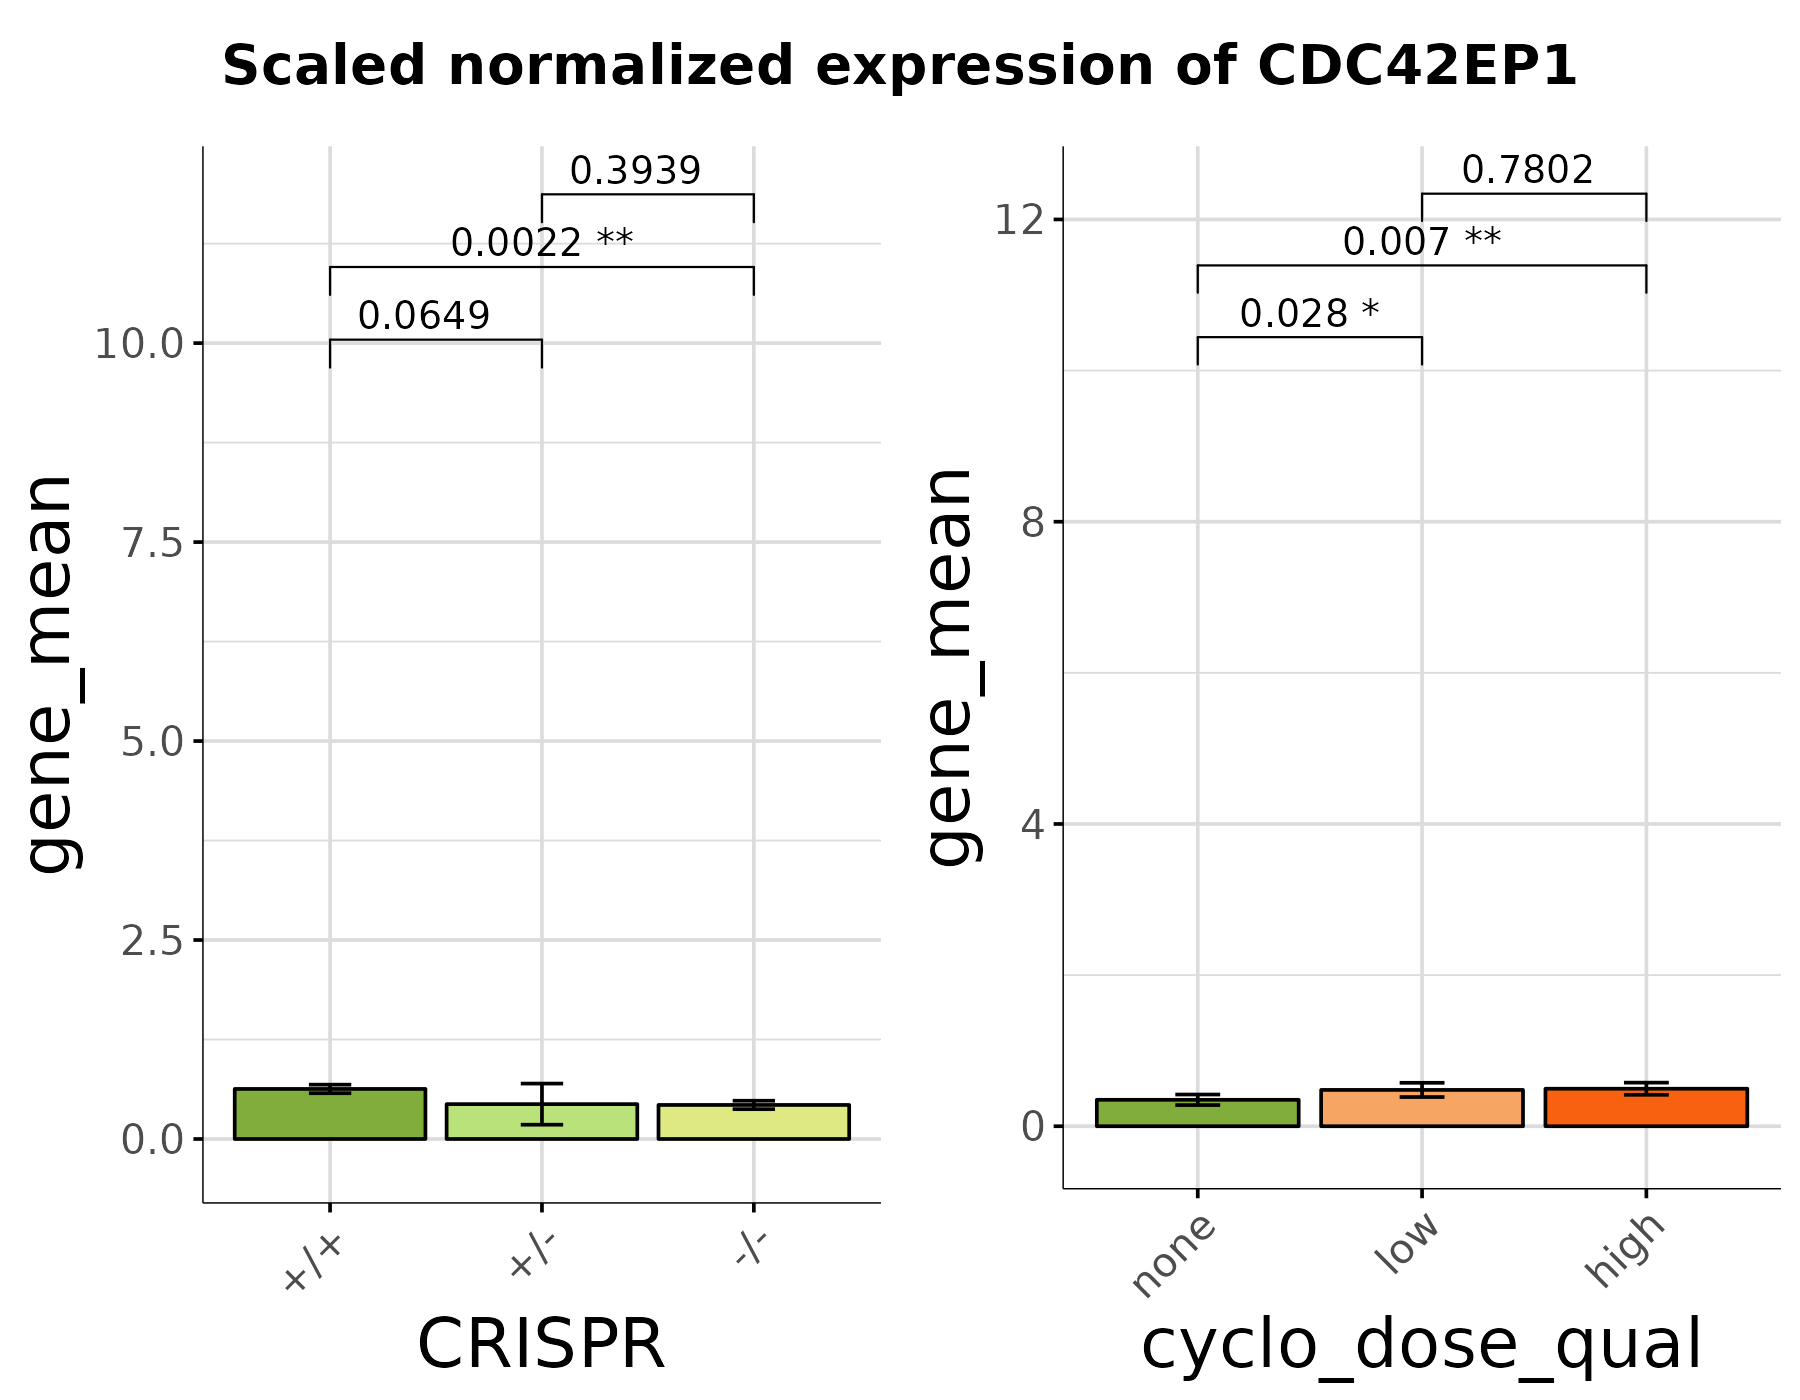 Scaled normalized expression of CDC42EP1
gene_mean
10.0
7.5
5.0
2.5
0.0
0.3939
0.0022 **
0.0649
+/+
+/-
-/-
CRISPR
gene_mean
12
8
4
0
0.7802
0.007 **
0.028 *
none
low
high
cyclo_dose_qual